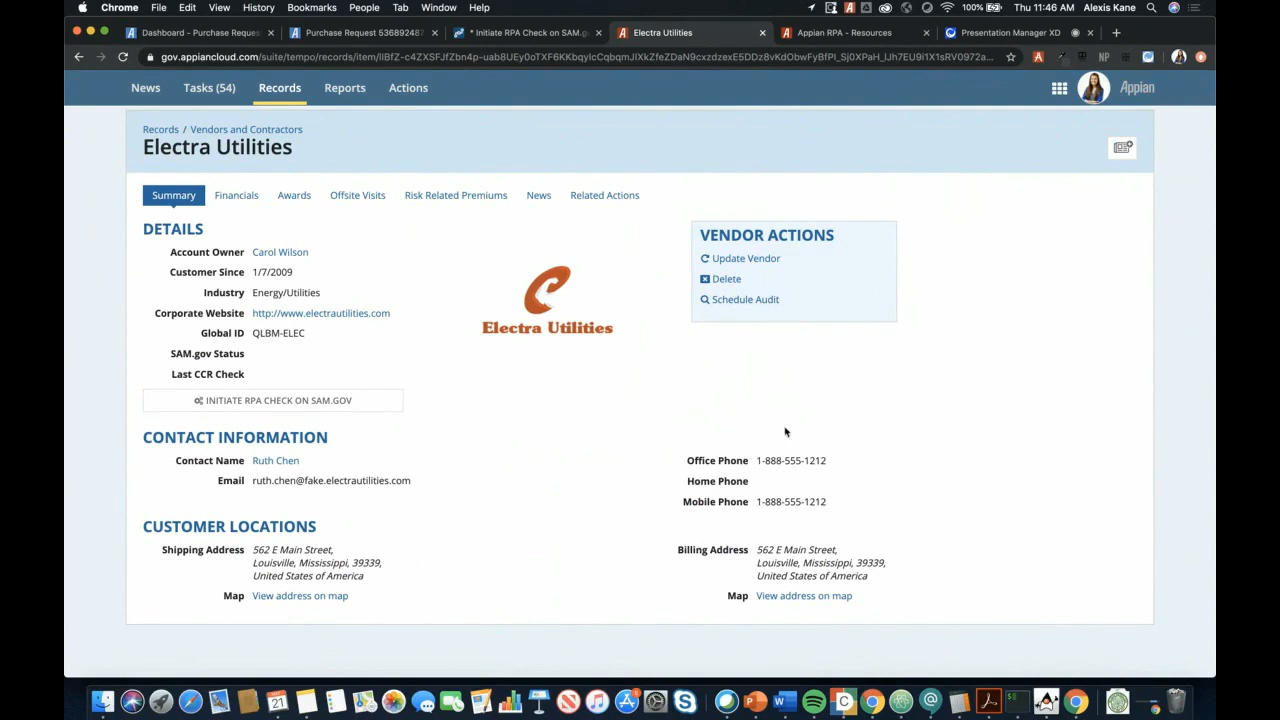 Chrome File Edit View History Bookmarks People Tab Window Help 100% Thu 11:46 AM Alexis Kane
Dashboard - Purchase Reques × Purchase Request 53689248 × * Initiate RPA Check on SAM.g × Electra Utilities × Appian RPA - Resources × Presentation Manager XD × +
NP
News Tasks (54) Records Reports Actions Appian
Records / Vendors and Contractors
Electra Utilities
Summary Financials Awards Offsite Visits Risk Related Premiums News Related Actions
DETAILS
Account Owner Carol Wilson
Customer Since 1/7/2009
Industry Energy/Utilities
Corporate Website http://www.electrautilities.com
Global ID QLBM-ELEC
SAM.gov Status
Last CCR Check
INITIATE RPA CHECK ON SAM.GOV
Electra Utilities
VENDOR ACTIONS
Update Vendor
Delete
Schedule Audit
CONTACT INFORMATION
Contact Name Ruth Chen
Email ruth.chen@fake.electrautilities.com
Office Phone 1-888-555-1212
Home Phone
Mobile Phone 1-888-555-1212
CUSTOMER LOCATIONS
Shipping Address 562 E Main Street,
Louisville, Mississippi, 39339,
United States of America
Map View address on map
Billing Address 562 E Main Street,
Louisville, Mississippi, 39339,
United States of America
Map View address on map
21